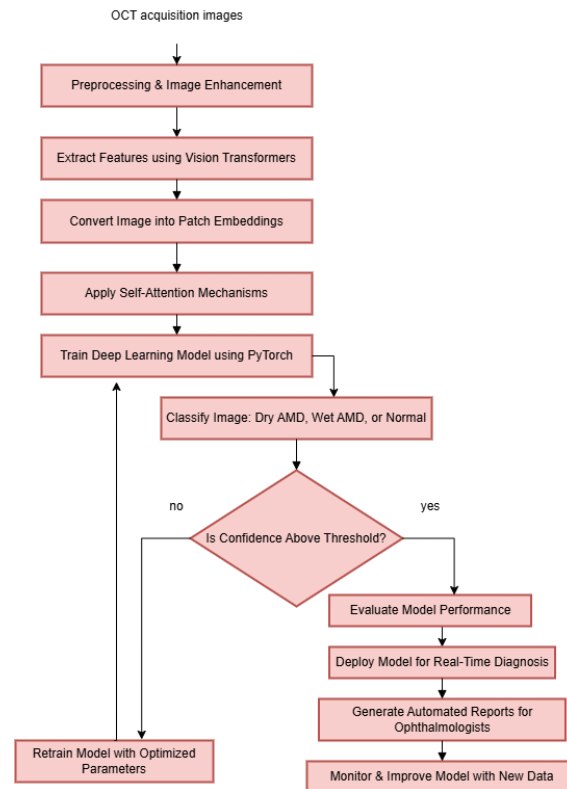 OCT acquisition images
Preprocessing & Image Enhancement
Extract Features using Vision Transformers
Convert Image into Patch Embeddings
Apply Self-Attention Mechanisms
Train Deep Learning Model using PyTorch
Classify Image: Dry AMD, Wet AMD, or Normal
no
yes
Is Confidence Above Threshold?
Evaluate Model Performance
Deploy Model for Real-Time Diagnosis
Generate Automated Reports for
Ophthalmologists
Retrain Model with Optimized
Parameters
Monitor & Improve Model with New Data